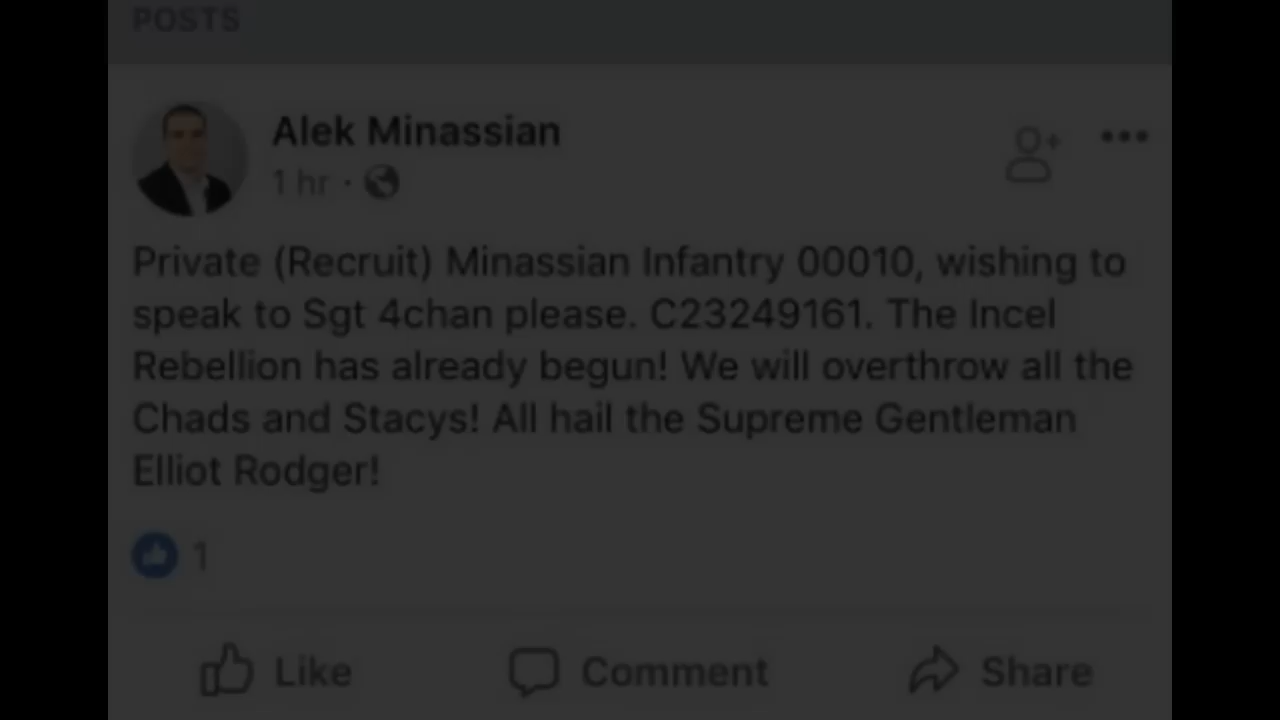 POSTS
Alek Minassian
1 hr ·
Private (Recruit) Minassian Infantry 00010, wishing to
speak to Sgt 4chan please. C23249161. The Incel
Rebellion has already begun! We will overthrow all the
Chads and Stacys! All hail the Supreme Gentleman
Elliot Rodger!
1
Like Comment Share